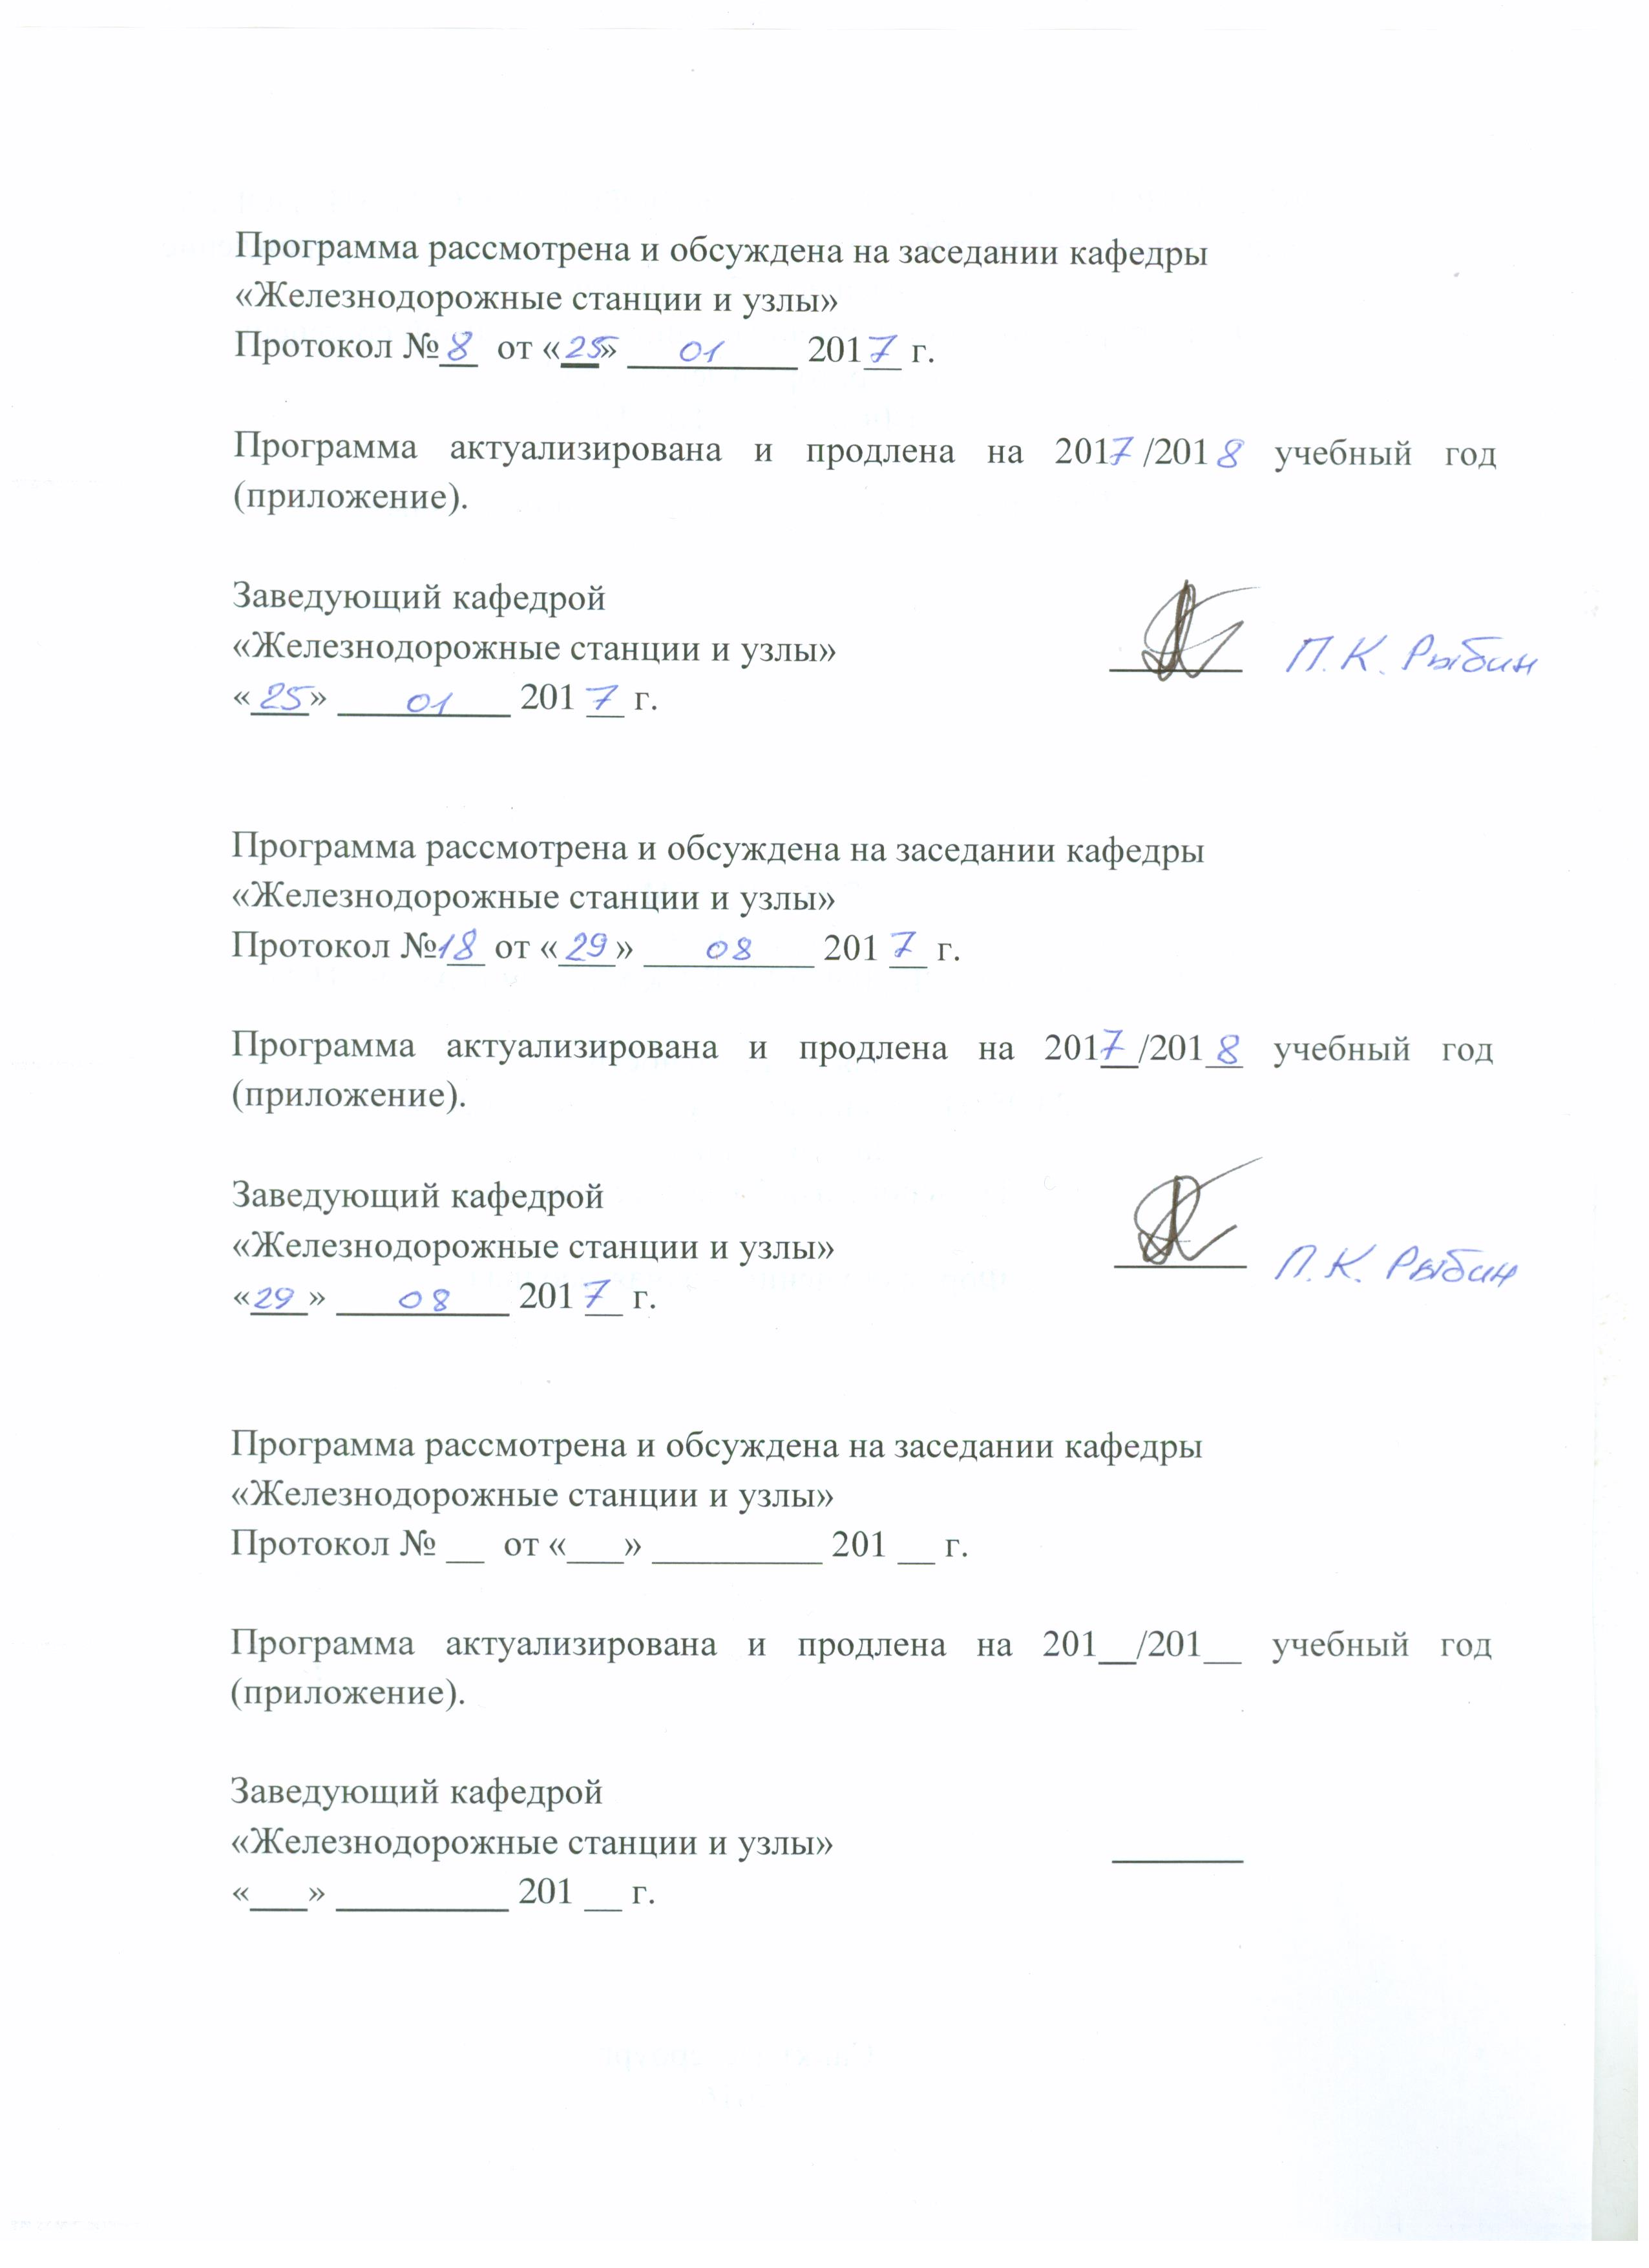 Программа рассмотрена и обсуждена на заседании кафедры
«Железнодорожные станции и узлы»
Протокол № 8 от «25» 01 2017 г.
Программа актуализирована и продлена на 2017 /2018 учебный год
(приложение).
Заведующий кафедрой
«Железнодорожные станции и узлы» П.К. Рыбин
«25» 01 2017 г.
Программа рассмотрена и обсуждена на заседании кафедры
«Железнодорожные станции и узлы»
Протокол №18 от «29» 08 2017 г.
Программа актуализирована и продлена на 2017/2018 учебный год
(приложение).
Заведующий кафедрой
«Железнодорожные станции и узлы» П.К. Рыбин
«29» 08 2017 г.
Программа рассмотрена и обсуждена на заседании кафедры
«Железнодорожные станции и узлы»
Протокол № __ от «___» _________ 201 __ г.
Программа актуализирована и продлена на 201__/201__ учебный год
(приложение).
Заведующий кафедрой
«Железнодорожные станции и узлы» _______
«___» _________ 201 __ г.